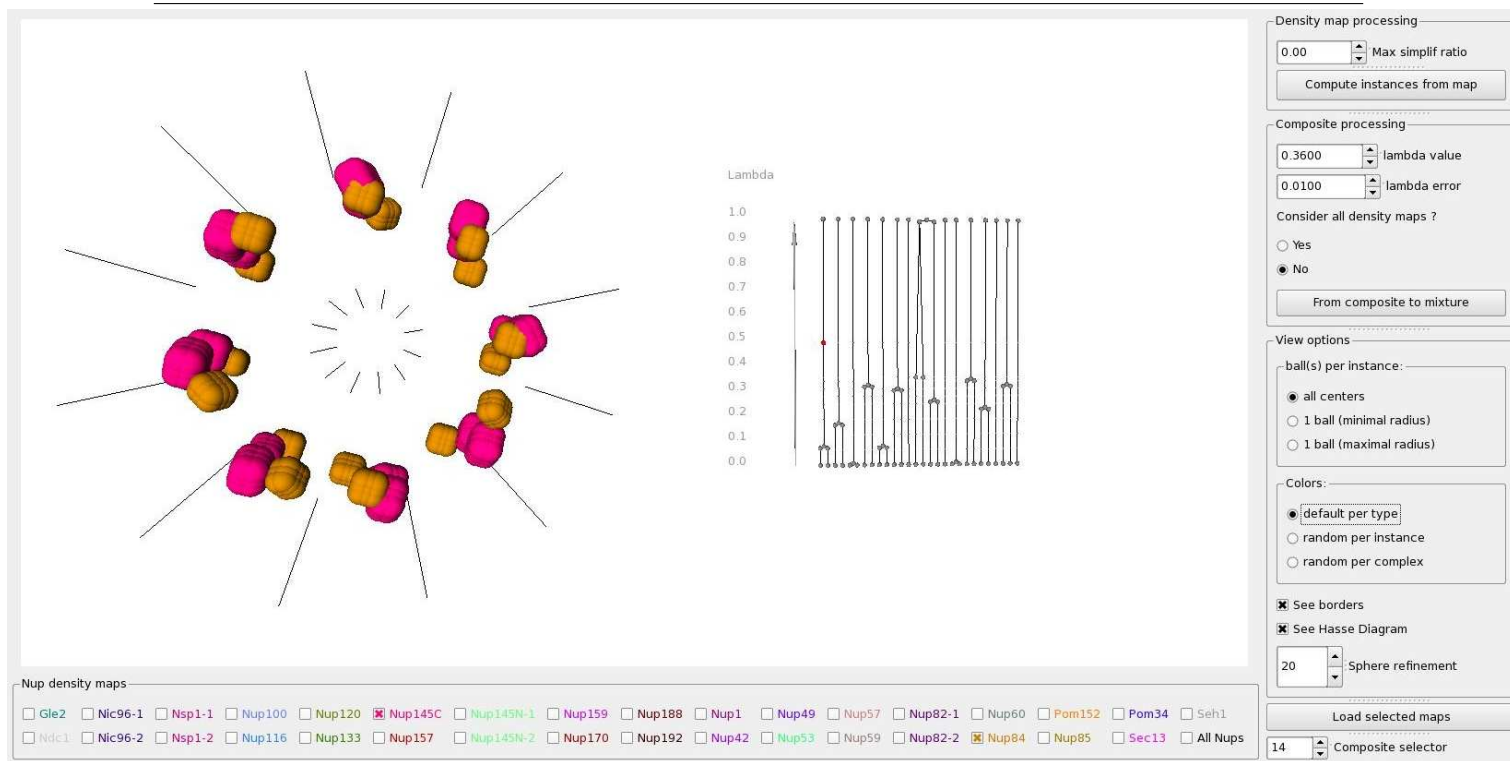 Density map processing
0.00 Max simplif ratio
Compute instances from map
Composite processing
0.3600 lambda value
0.0100 lambda error
Consider all density maps ?
Yes
No
From composite to mixture
View options
ball(s) per instance:
all centers
1 ball (minimal radius)
1 ball (maximal radius)
Colors:
default per type
random per instance
random per complex
See borders
See Hasse Diagram
20 Sphere refinement
Load selected maps
14 Composite selector
Lambda
1.0
0.9
0.8
0.7
0.6
0.5
0.4
0.3
0.2
0.1
0.0
Nup density maps
Gle2 Nic96-1 Nsp1-1 Nup100 Nup120 Nup145C Nup145N-1 Nup159 Nup188 Nup1 Nup49 Nup57 Nup82-1 Nup60 Pom152 Pom34 Seh1
Ndc1 Nic96-2 Nsp1-2 Nup116 Nup133 Nup157 Nup145N-2 Nup170 Nup192 Nup42 Nup53 Nup59 Nup82-2 Nup84 Nup85 Sec13 All Nups